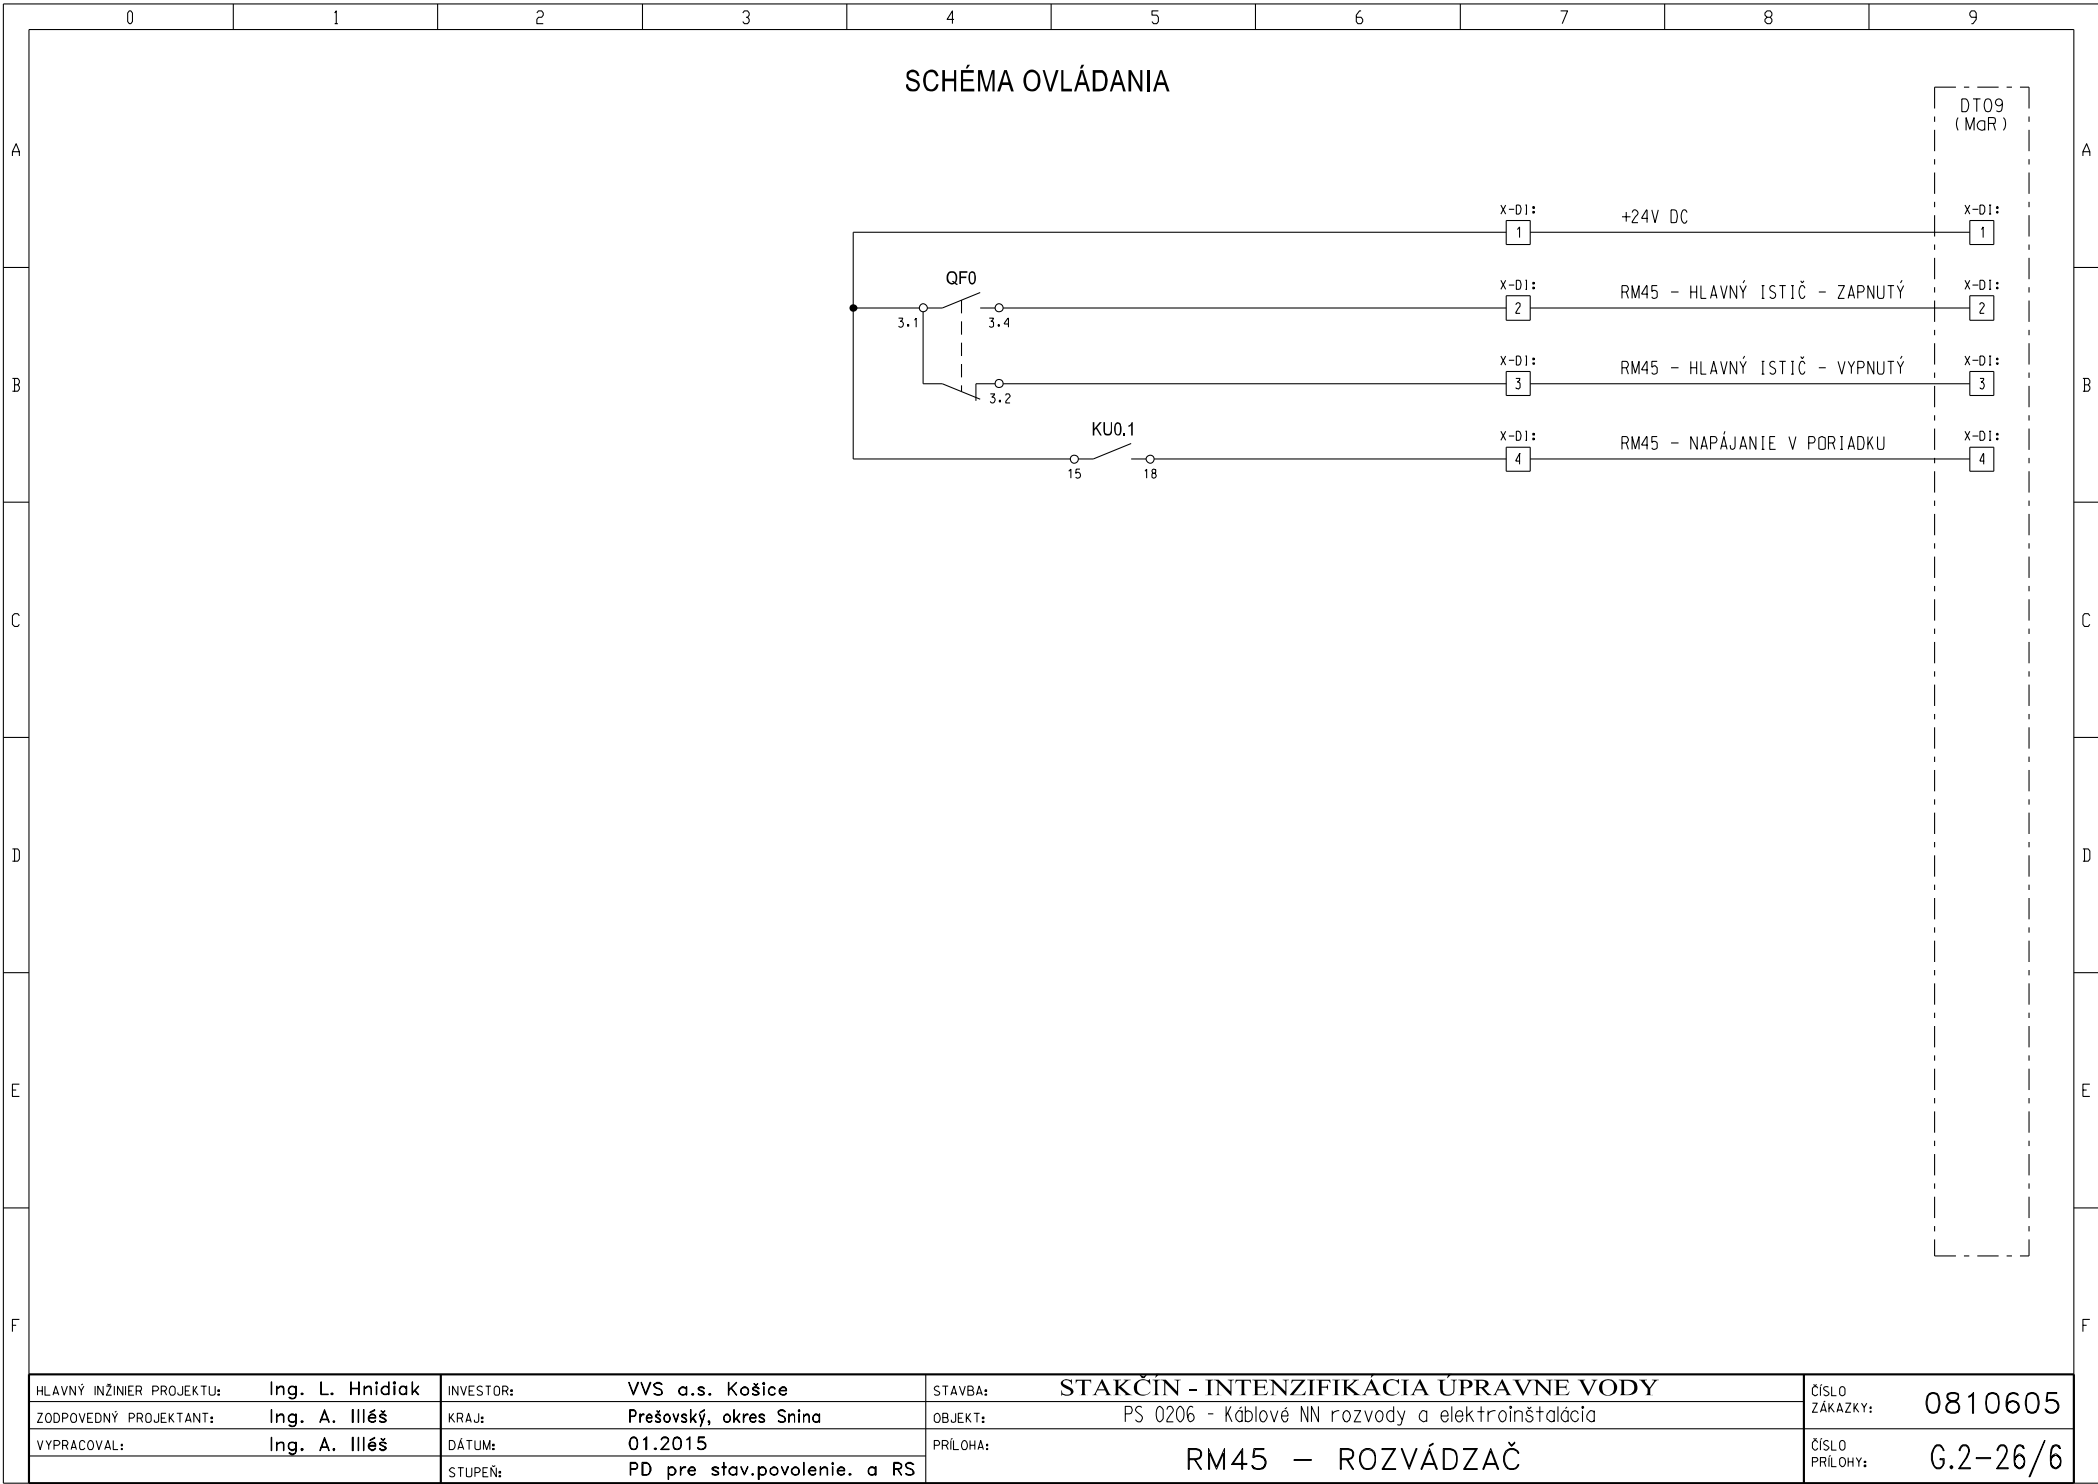 0 1 2 3 4 5 6 7 8 9
SCHÉMA OVLÁDANIA
DT09
(MaR)
A A
X-DI: +24V DC X-DI:
1 1
QF0
X-DI: RM45 - HLAVNÝ ISTIČ - ZAPNUTÝ X-DI:
3.1 3.4 2 2
X-DI: RM45 - HLAVNÝ ISTIČ - VYPNUTÝ X-DI:
B 3.2 3 3 B
KU0.1
X-DI: RM45 - NAPÁJANIE V PORIADKU X-DI:
15 18 4 4
C C
D D
E E
F F
HLAVNÝ INŽINIER PROJEKTU: Ing. L. Hnidiak
ZODPOVEDNÝ PROJEKTANT: Ing. A. Illéš
VYPRACOVAL: Ing. A. Illéš
INVESTOR: VVS a.s. Košice
KRAJ: Prešovský, okres Snina
DÁTUM: 01.2015
STUPEŇ: PD pre stav.povolenie. a RS
STAVBA: STAKČÍN - INTENZIFIKÁCIA ÚPRAVNE VODY
OBJEKT: PS 0206 - Káblové NN rozvody a elektroinštalácia
PRÍLOHA: RM45 – ROZVÁDZAČ
ČÍSLO
ZÁKAZKY: 0810605
ČÍSLO
PRÍLOHY: G.2-26/6